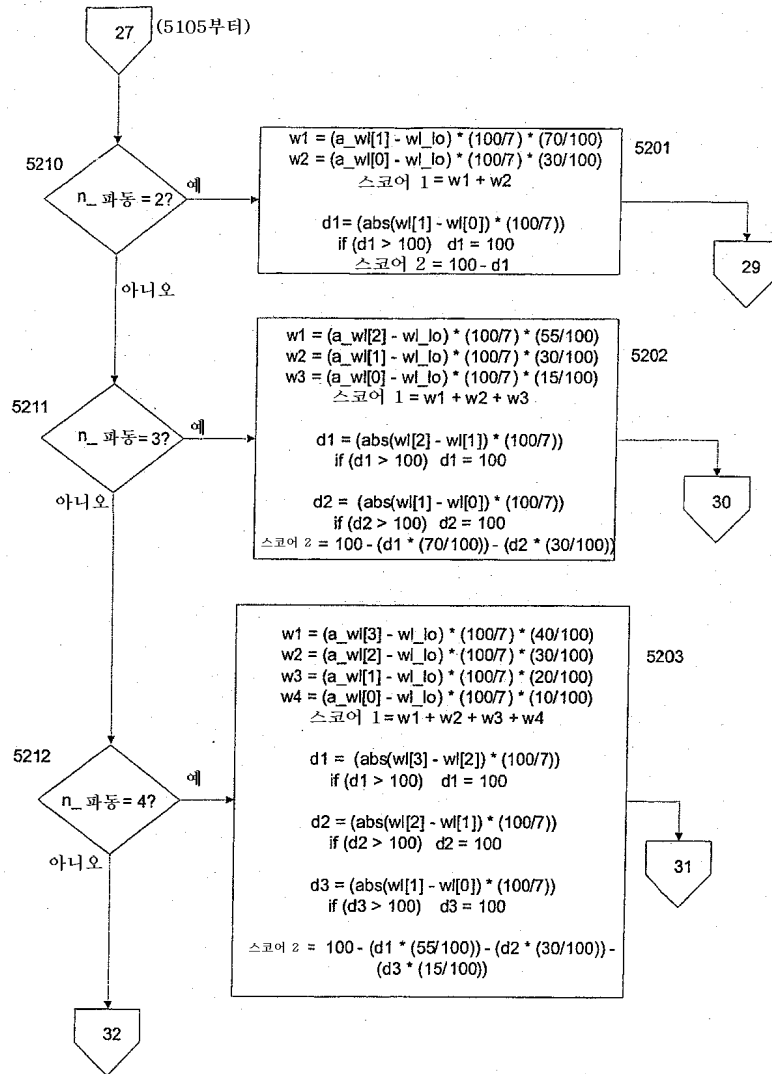 27
(5105부터)
5210
n_ 파동 = 2?
예
아니오
w1 = (a_wl[1] - wl_lo) * (100/7) * (70/100)
w2 = (a_wl[0] - wl_lo) * (100/7) * (30/100)
스코어 1 = w1 + w2
d1= (abs(wl[1] - wl[0]) * (100/7))
if (d1 > 100) d1 = 100
스코어 2 = 100 - d1
5201
29
5211
n_ 파동 = 3?
예
아니오
w1 = (a_wl[2] - wl_lo) * (100/7) * (55/100)
w2 = (a_wl[1] - wl_lo) * (100/7) * (30/100)
w3 = (a_wl[0] - wl_lo) * (100/7) * (15/100)
스코어 1 = w1 + w2 + w3
d1 = (abs(wl[2] - wl[1]) * (100/7))
if (d1 > 100) d1 = 100
d2 = (abs(wl[1] - wl[0]) * (100/7))
if (d2 > 100) d2 = 100
스코어 2 = 100 - (d1 * (70/100)) - (d2 * (30/100))
5202
30
5212
n_ 파동 = 4?
예
아니오
w1 = (a_wl[3] - wl_lo) * (100/7) * (40/100)
w2 = (a_wl[2] - wl_lo) * (100/7) * (30/100)
w3 = (a_wl[1] - wl_lo) * (100/7) * (20/100)
w4 = (a_wl[0] - wl_lo) * (100/7) * (10/100)
스코어 1 = w1 + w2 + w3 + w4
d1 = (abs(wl[3] - wl[2]) * (100/7))
if (d1 > 100) d1 = 100
d2 = (abs(wl[2] - wl[1]) * (100/7))
if (d2 > 100) d2 = 100
d3 = (abs(wl[1] - wl[0]) * (100/7))
if (d3 > 100) d3 = 100
스코어 2 = 100 - (d1 * (55/100)) - (d2 * (30/100)) -
(d3 * (15/100))
5203
31
32